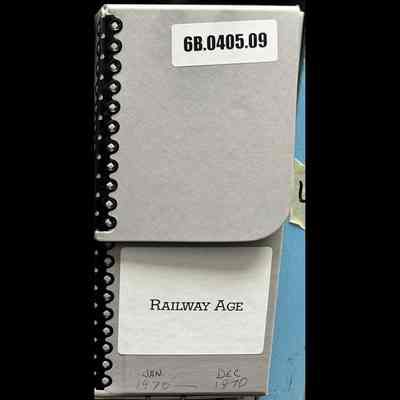 6B.0405.09
RAILWAY AGE
JAN DEC
1970 — 1970